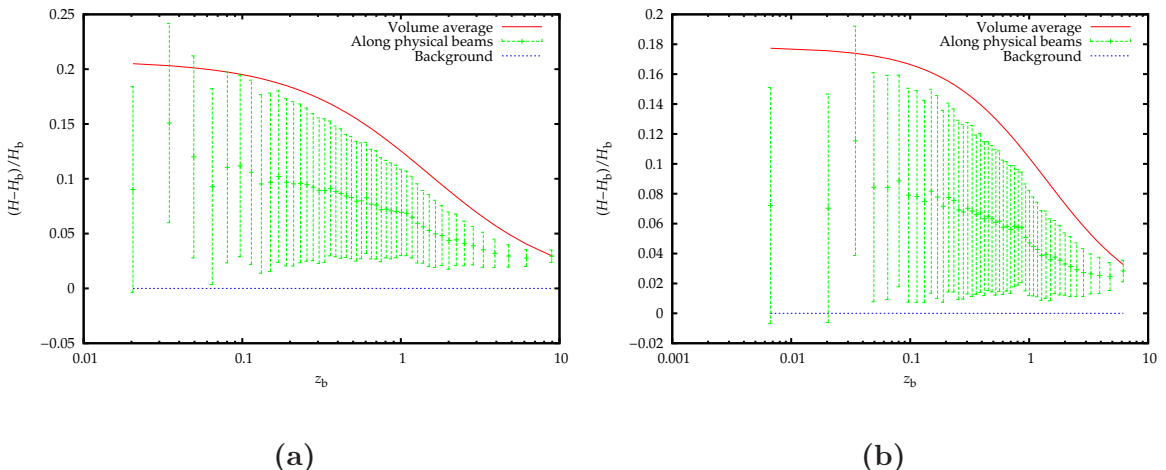 0.25
0.2
0.15
0.1
0.05
0
−0.05
(H−H_b)/H_b
0.01
0.1
1
10
z_b
Volume average
Along physical beams
Background
(a)
0.2
0.18
0.16
0.14
0.12
0.1
0.08
0.06
0.04
0.02
0
−0.02
(H−H_b)/H_b
0.001
0.01
0.1
1
10
z_b
Volume average
Along physical beams
Background
(b)